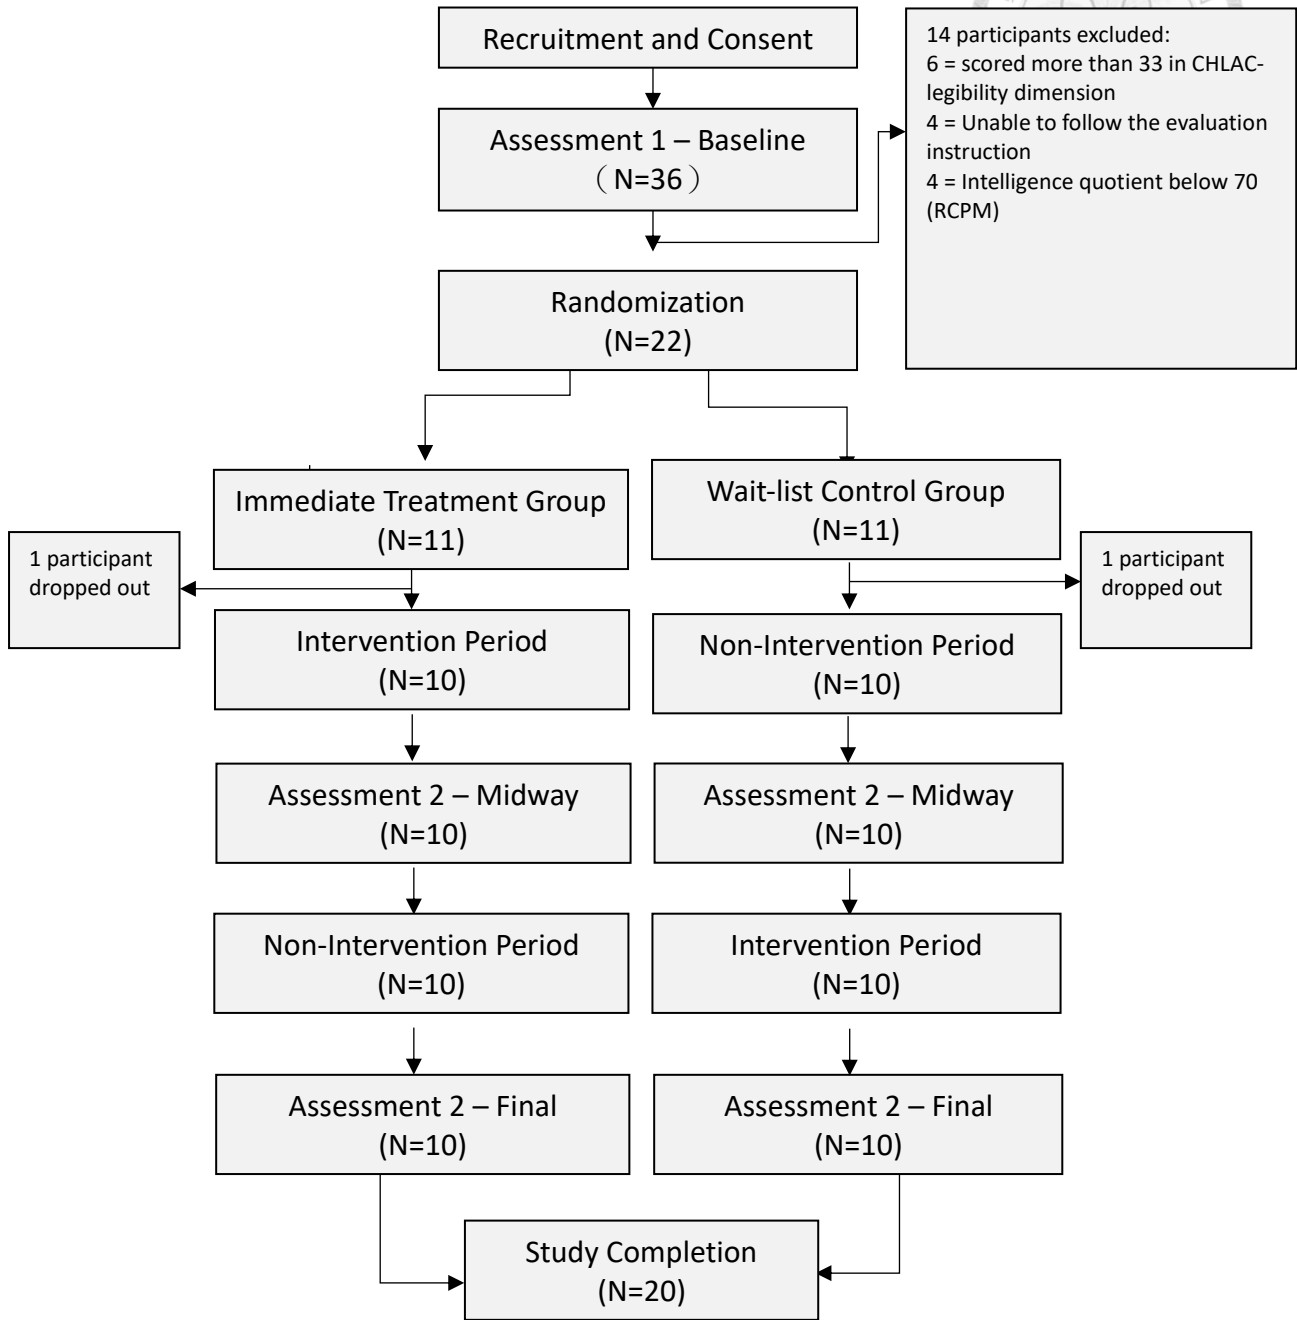 Recruitment and Consent
14 participants excluded:
6 = scored more than 33 in CHLAC-
legibility dimension
4 = Unable to follow the evaluation
instruction
4 = Intelligence quotient below 70
(RCPM)
Assessment 1 – Baseline
（N=36）
Randomization
(N=22)
Immediate Treatment Group
(N=11)
Wait-list Control Group
(N=11)
1 participant
dropped out
1 participant
dropped out
Intervention Period
(N=10)
Non-Intervention Period
(N=10)
Assessment 2 – Midway
(N=10)
Assessment 2 – Midway
(N=10)
Non-Intervention Period
(N=10)
Intervention Period
(N=10)
Assessment 2 – Final
(N=10)
Assessment 2 – Final
(N=10)
Study Completion
(N=20)